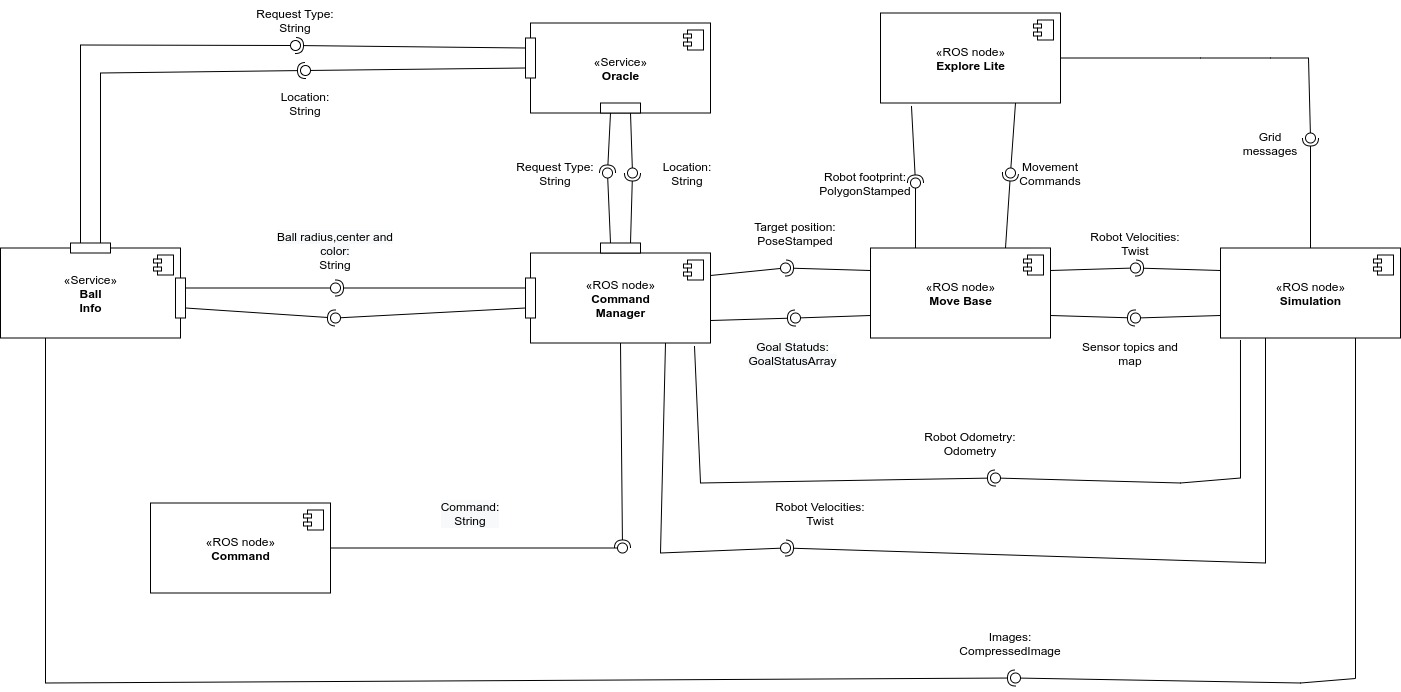 Request Type:
String
Location:
String
«Service»
Oracle
«ROS node»
Explore Lite
Grid
messages
Request Type:
String
Location:
String
Robot footprint:
PolygonStamped
Movement
Commands
«Service»
Ball
Info
Ball radius,center and
color:
String
«ROS node»
Command
Manager
Target position:
PoseStamped
Goal Statuds:
GoalStatusArray
«ROS node»
Move Base
Robot Velocities:
Twist
Sensor topics and
map
«ROS node»
Simulation
Robot Odometry:
Odometry
«ROS node»
Command
Command:
String
Robot Velocities:
Twist
Images:
CompressedImage